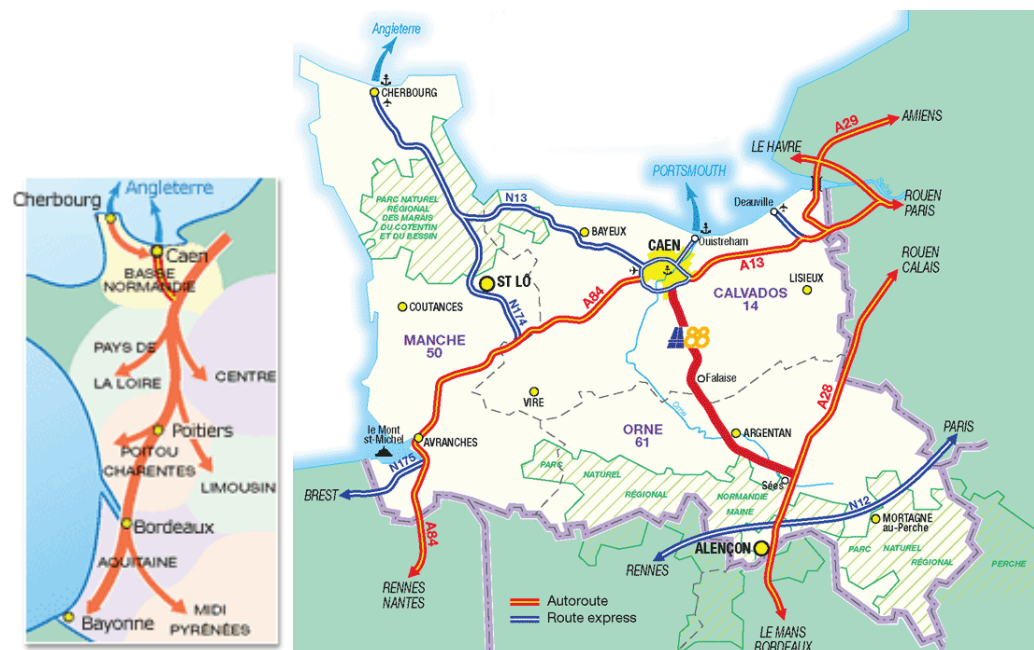 Angleterre
Cherbourg
Caen
BASSE
NORMANDIE
PAYS DE
LA LOIRE
CENTRE
Poitiers
POITOU
CHARENTES
LIMOUSIN
Bordeaux
AQUITAINE
MIDI
PYRÉNÉES
Bayonne
Angleterre
CHERBOURG
PARC NATUREL
RÉGIONAL
DES MARAIS
DU COTENTIN
ET DU BESSIN
N13
BAYEUX
PORTSMOUTH
CAEN
Ouistreham
Deauville
LE HAVRE
A29
AMIENS
Seine
ROUEN
PARIS
ROUEN
CALAIS
A13
LISIEUX
CALVADOS
14
ST LÔ
N174
A84
COUTANCES
MANCHE
50
88
Falaise
VIRE
Orne
ORNE
61
ARGENTAN
A28
le Mont
st-Michel
AVRANCHES
N175
BREST
A84
RENNES
NANTES
PARC
NATUREL
RÉGIONAL
NORMANDIE
MAINE
Sées
PARIS
N12
MORTAGNE
au-Perche
PARC
NATUREL
RÉGIONAL
PERCHE
ALENÇON
RENNES
LE MANS
BORDEAUX
Autoroute
Route express